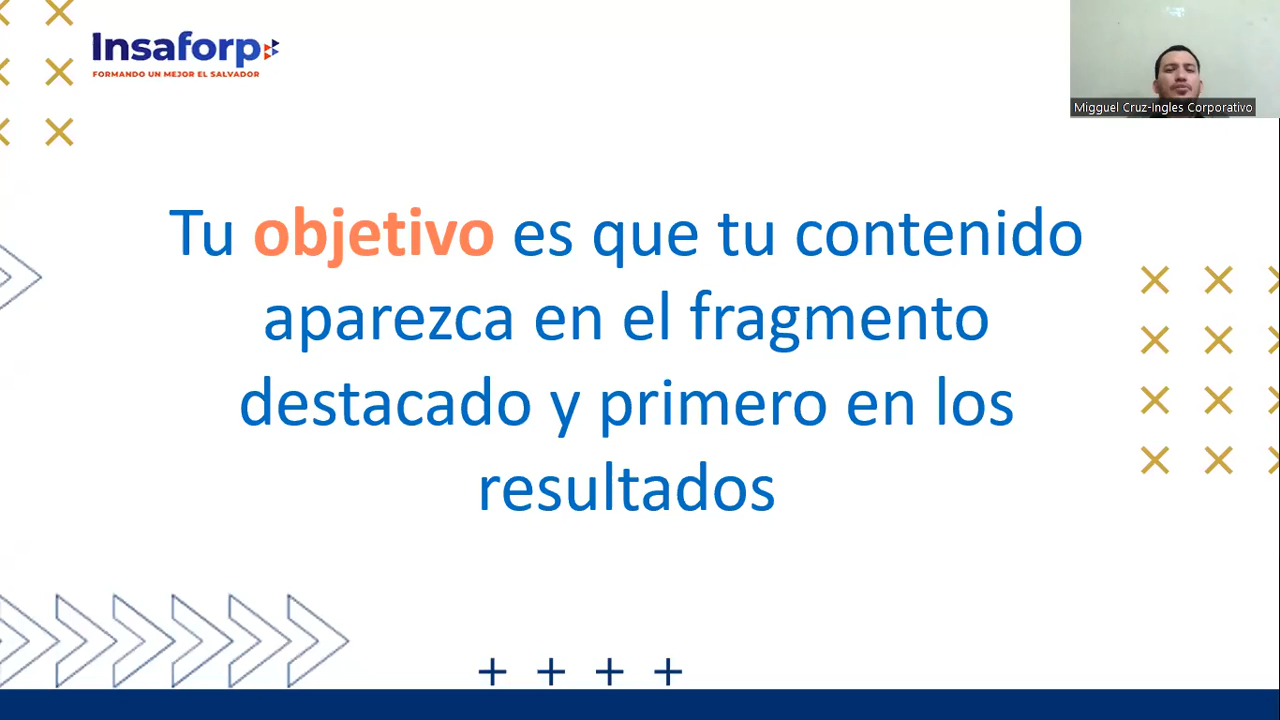 Insaforp
FORMANDO UN MEJOR EL SALVADOR
Migguel Cruz-Ingles Corporativo
Tu objetivo es que tu contenido
aparezca en el fragmento
destacado y primero en los
resultados